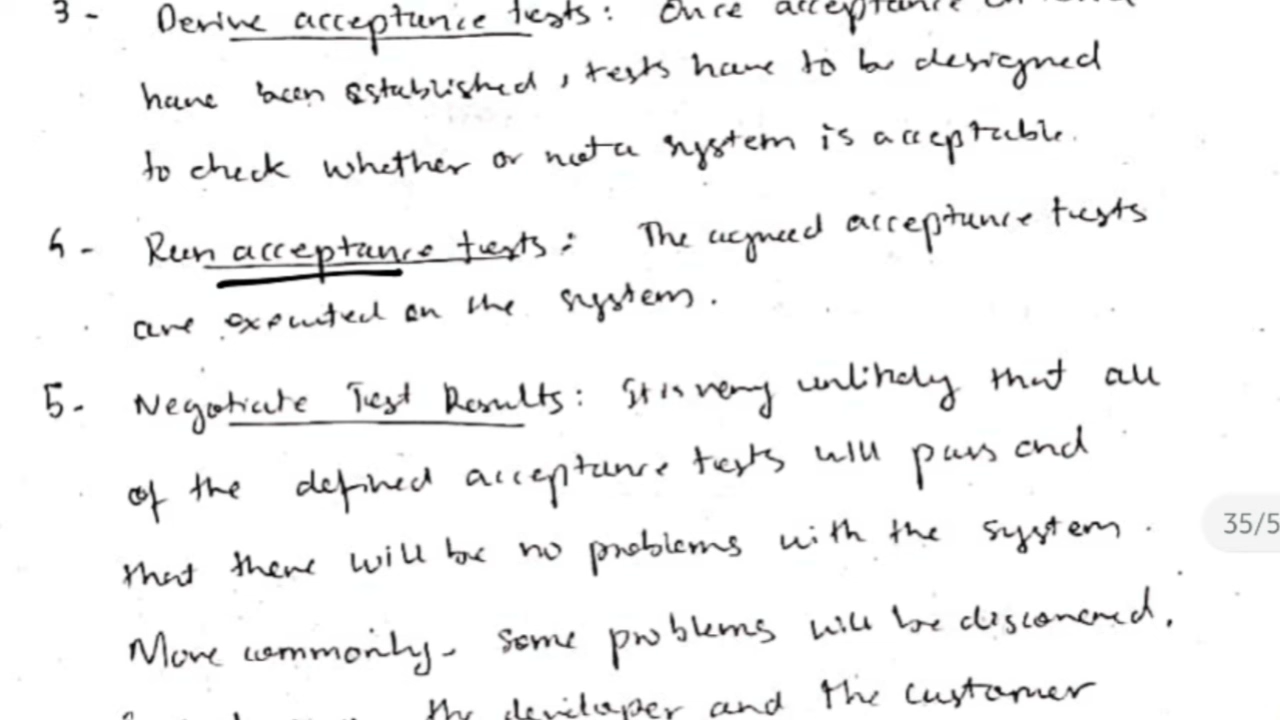 3- Derive acceptance tests: Once acceptance
have been established, tests have to be designed
to check whether or not a system is acceptable.
4- Run acceptance tests: The agreed acceptance tests
are executed on the system.
5- Negotiate Test Results: It is very unlikely that all
of the defined acceptance tests will pass and
that there will be no problems with the system.
35/5
More commonly, some problems will be discovered.
the developer and the customer